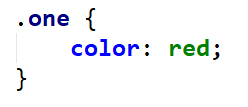 .one {
    color: red;
}